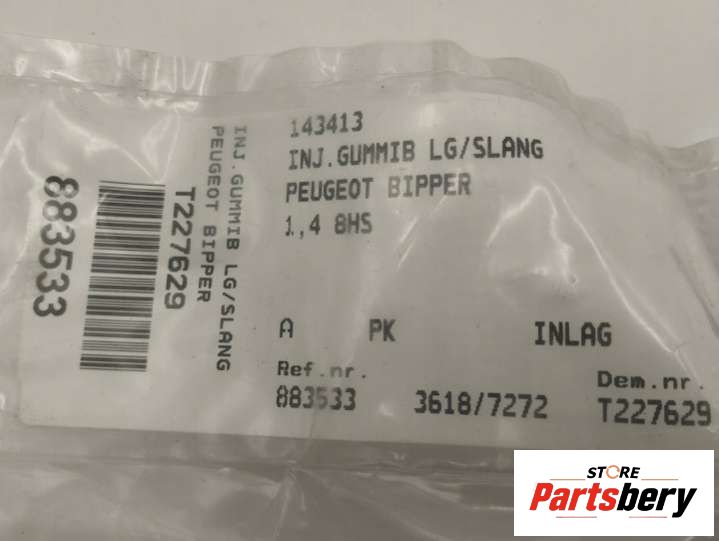 143413
INJ.GUMMIB LG/SLANG
PEUGEOT BIPPER
1,4 8HS
A PK INLAG
Ref.nr. Dem.nr.
883533 3618/7272 T227629
INJ.GUMMIB LG/SLANG
PEUGEOT BIPPER
T227629
883533
STORE
Partsbery